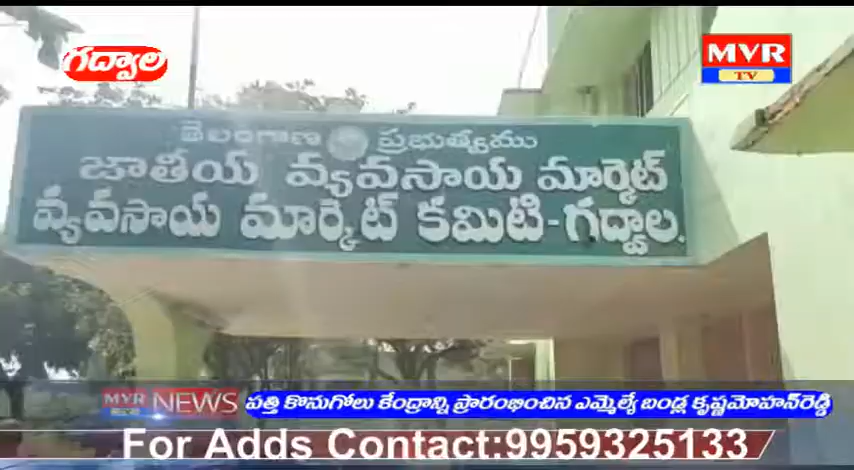 గద్వాల
MVR
TV
తెలంగాణ ప్రభుత్వము
జాతీయ వ్యవసాయ మార్కెట్
వ్యవసాయ మార్కెట్ కమిటి-గద్వాల.
MVR NEWS పత్తి కొనుగోలు కేంద్రాన్ని ప్రారంభించిన ఎమ్మెల్యే బండ్ల కృష్ణమోహన్‌రెడ్డి
For Adds Contact:9959325133